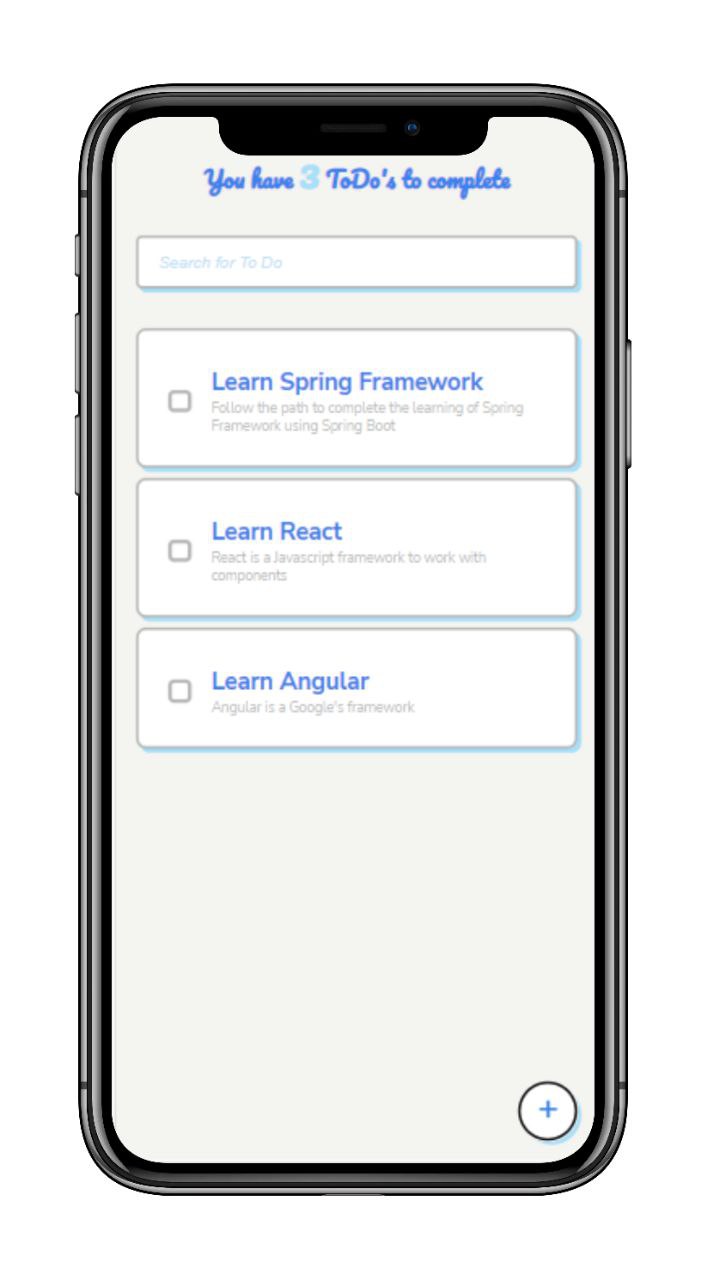 You have 3 ToDo's to complete
Search for To Do
Learn Spring Framework
Follow the path to complete the learning of Spring
Framework using Spring Boot
Learn React
React is a Javascript framework to work with
components
Learn Angular
Angular is a Google's framework
+